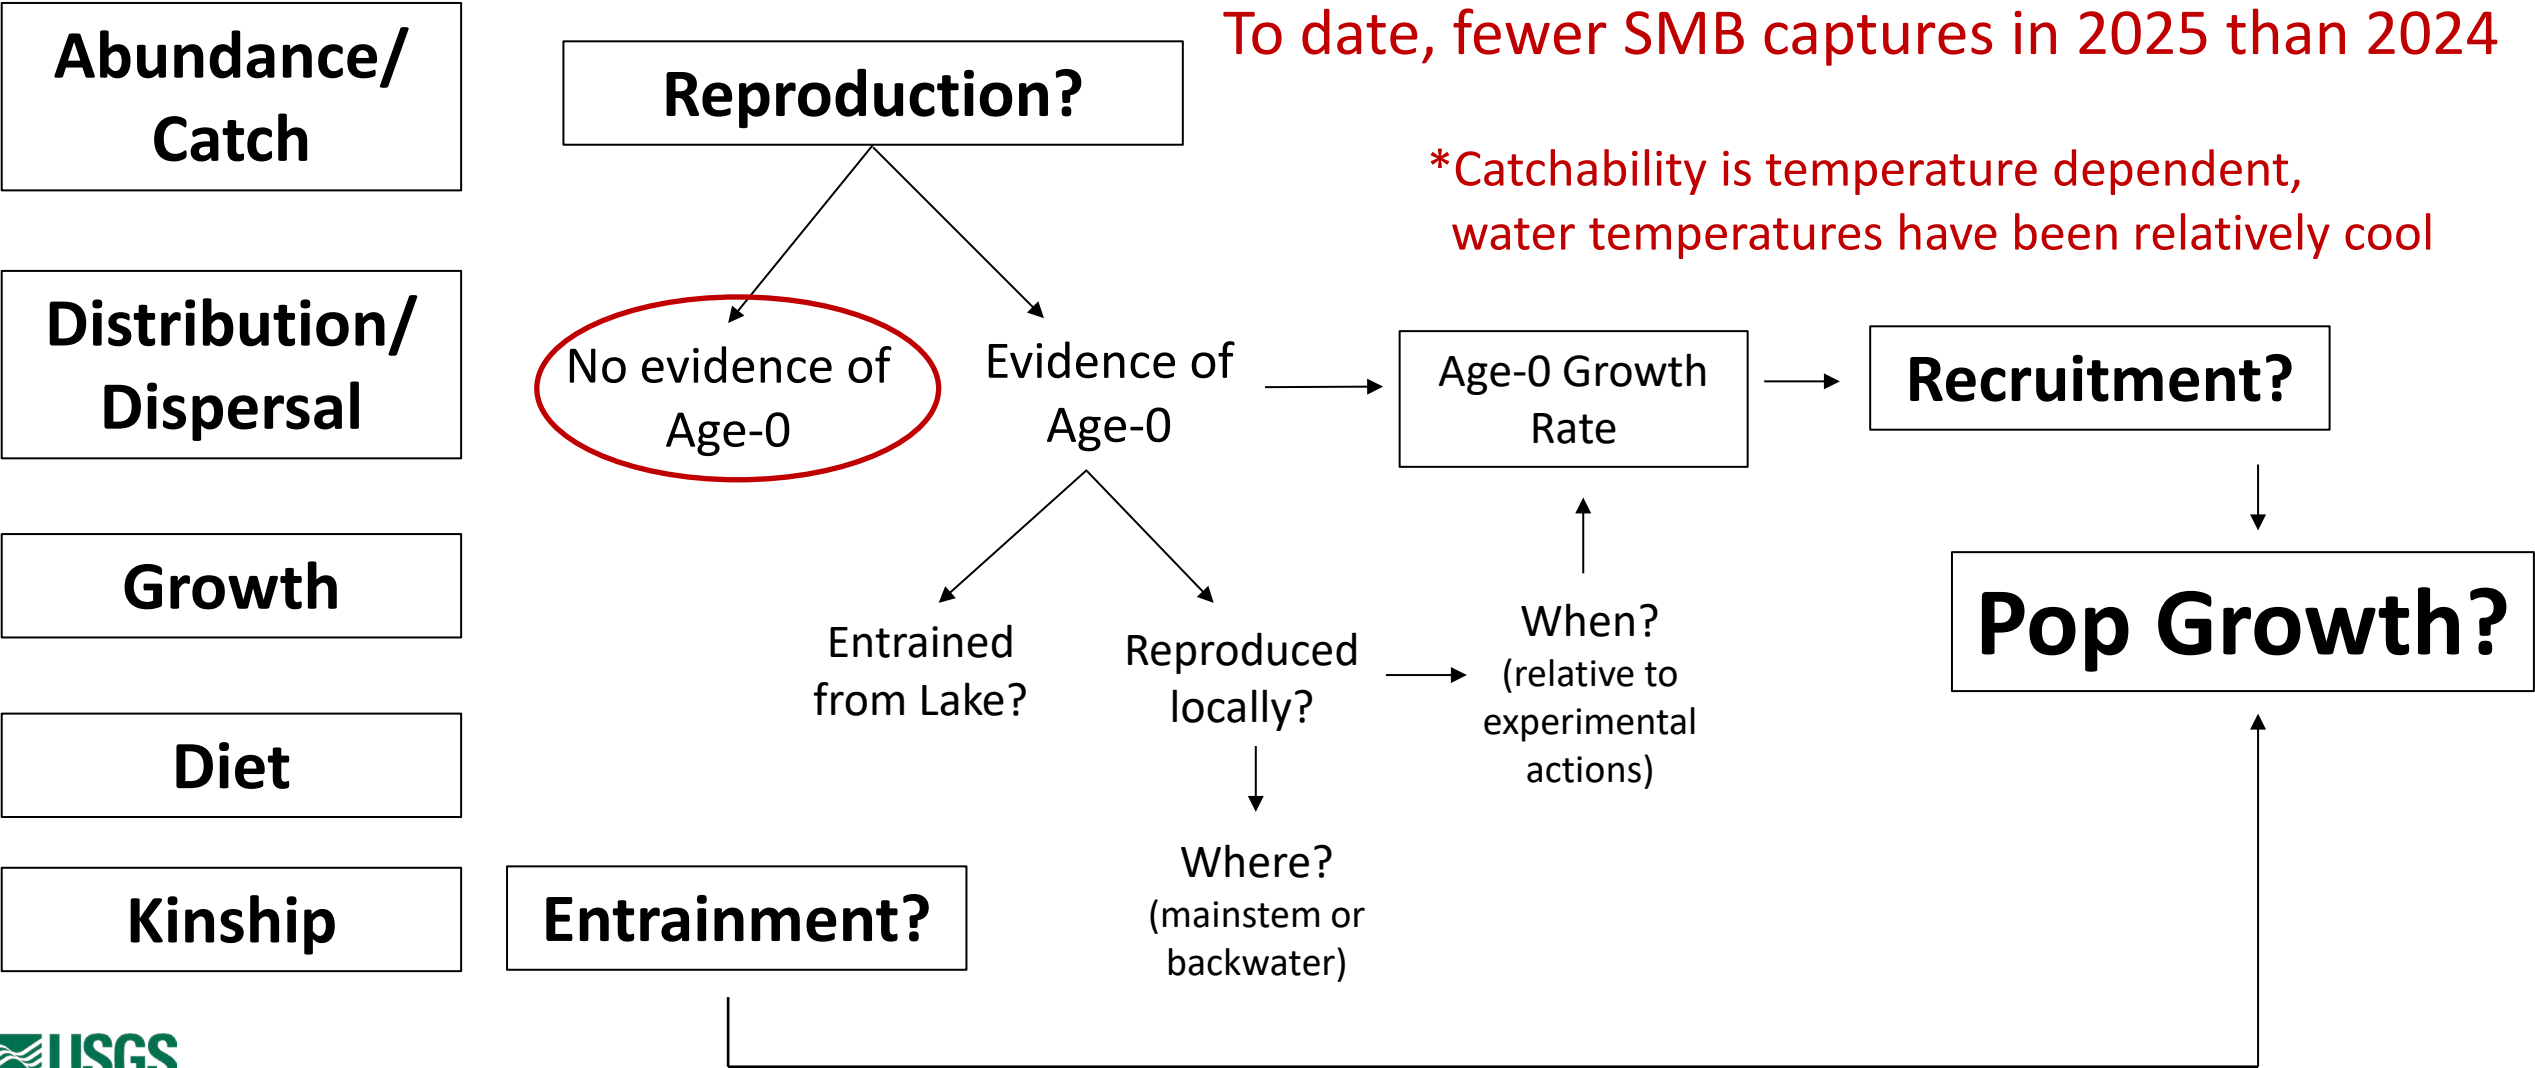 To date, fewer SMB captures in 2025 than 2024
*Catchability is temperature dependent,
water temperatures have been relatively cool
Abundance/
Catch
Distribution/
Dispersal
Growth
Diet
Kinship
Reproduction?
No evidence of
Age-0
Evidence of
Age-0
Age-0 Growth
Rate
Recruitment?
Pop Growth?
Entrained
from Lake?
Reproduced
locally?
When?
(relative to
experimental
actions)
Where?
(mainstem or
backwater)
Entrainment?
USGS